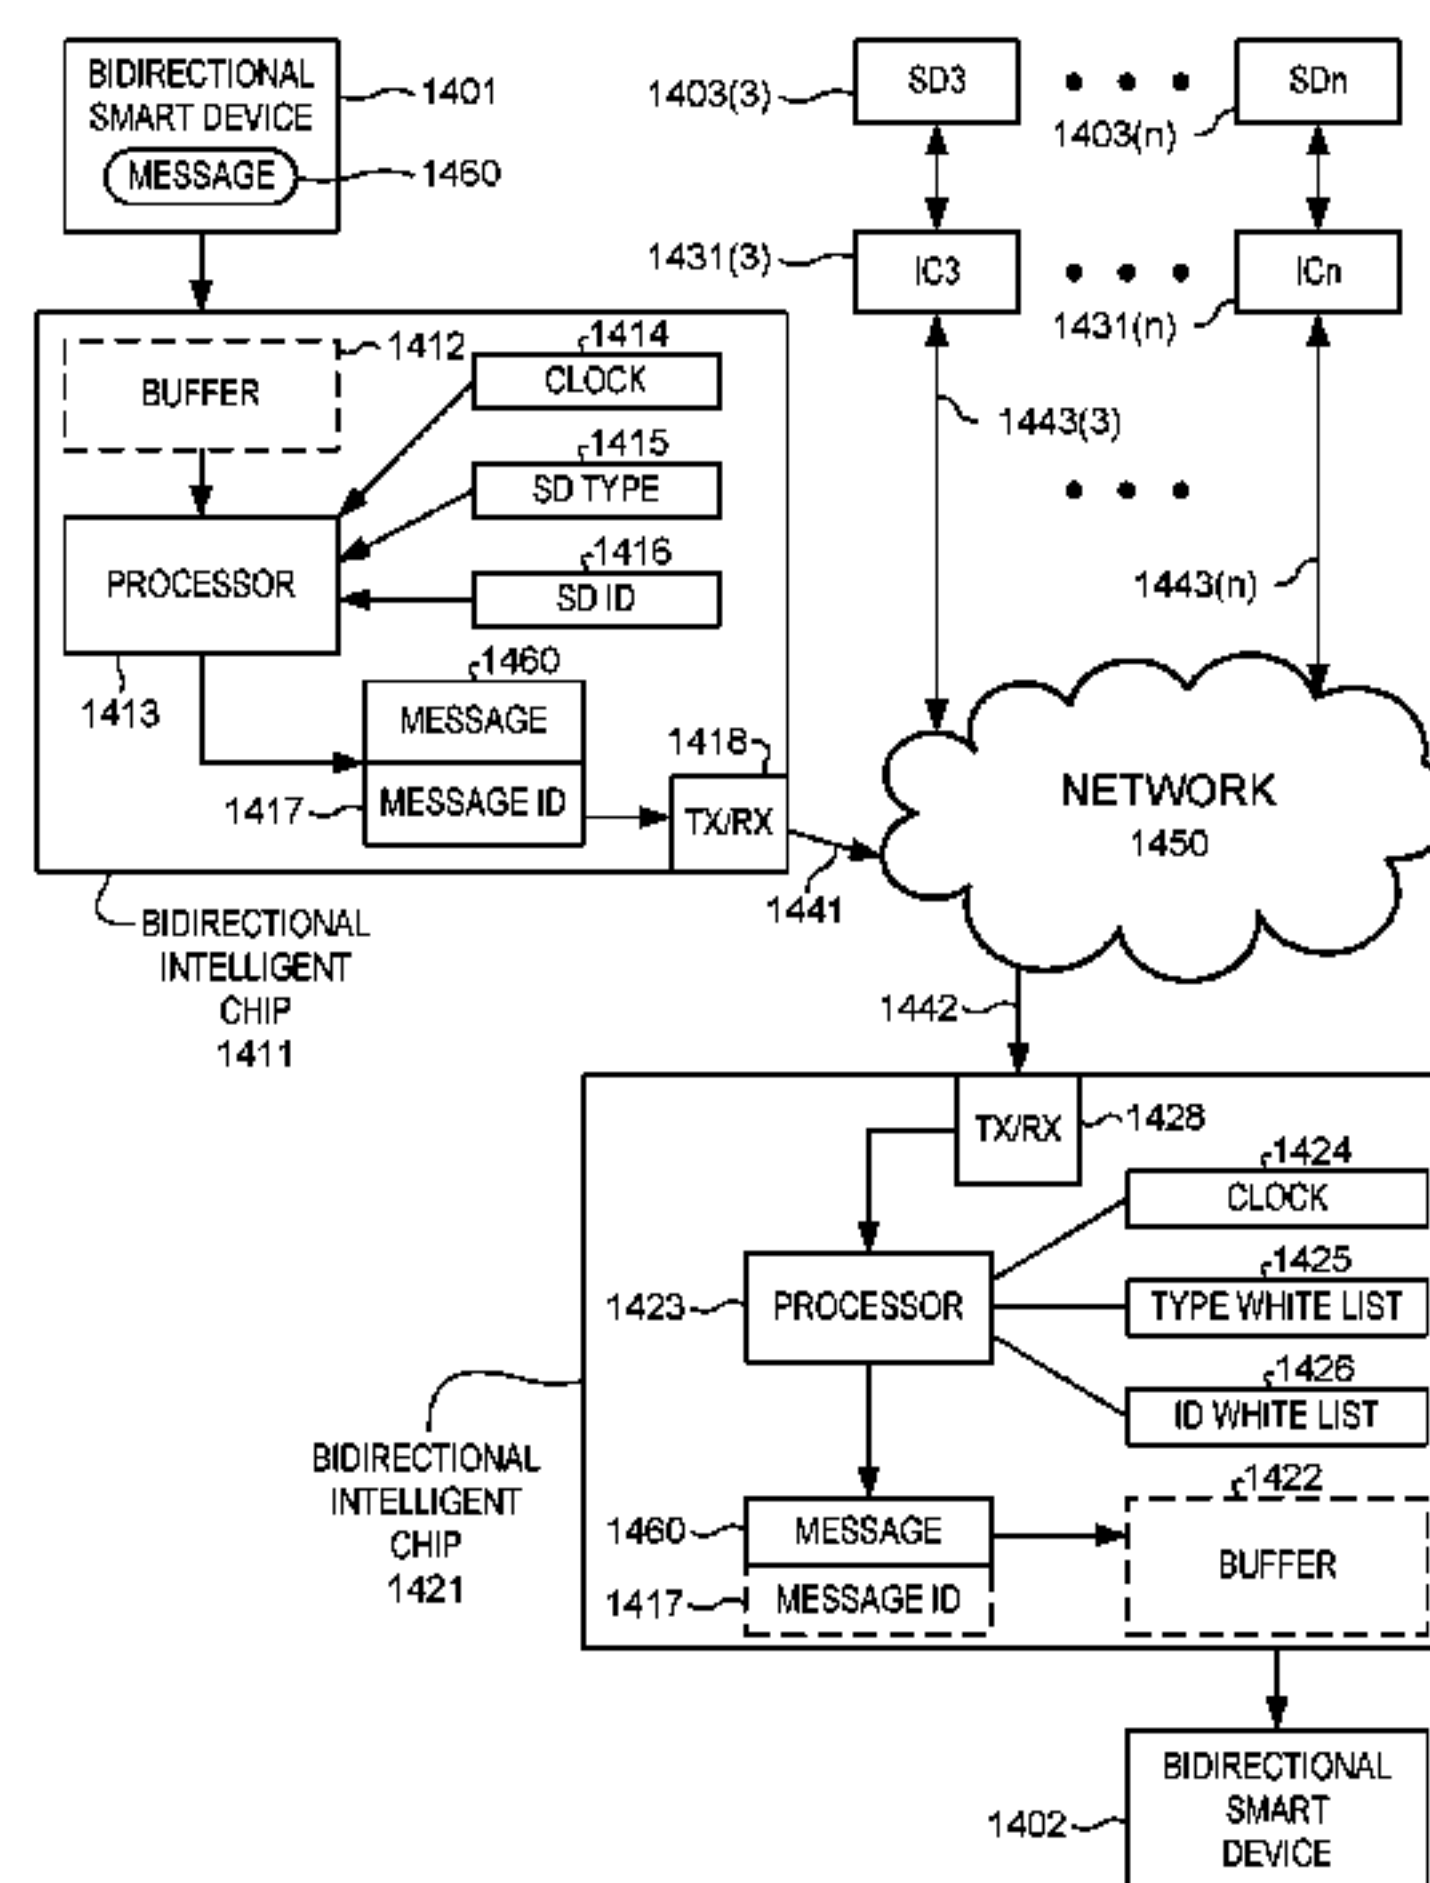 BIDIRECTIONAL
SMART DEVICE
1401
MESSAGE
1460
1403(3)
SD3
SDn
1403(n)
1431(3)
IC3
ICn
1431(n)
1412
BUFFER
1414
CLOCK
1415
SD TYPE
1416
SD ID
PROCESSOR
1413
1460
MESSAGE
1417
MESSAGE ID
1418
TX/RX
1441
1443(3)
1443(n)
NETWORK
1450
BIDIRECTIONAL
INTELLIGENT
CHIP
1411
1442
TX/RX
1428
1424
CLOCK
1423
PROCESSOR
1425
TYPE WHITE LIST
1426
ID WHITE LIST
BIDIRECTIONAL
INTELLIGENT
CHIP
1421
1460
MESSAGE
1417
MESSAGE ID
1422
BUFFER
1402
BIDIRECTIONAL
SMART
DEVICE